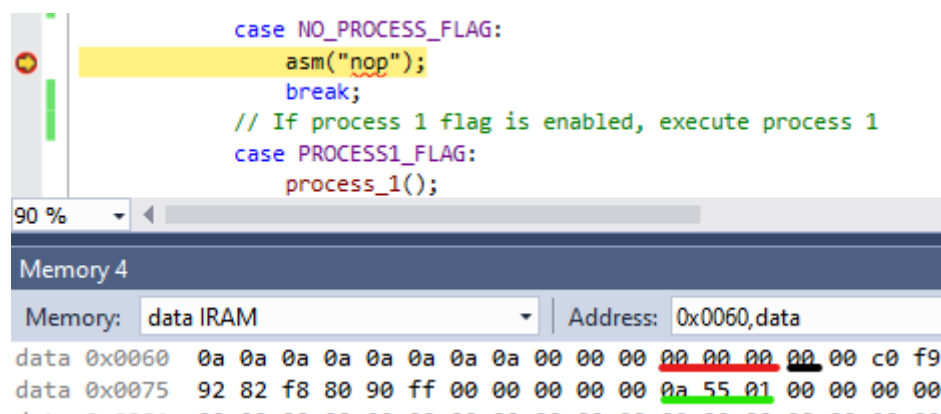 case NO_PROCESS_FLAG:
asm("nop");
break;
// If process 1 flag is enabled, execute process 1
case PROCESS1_FLAG:
process_1();
90 %
Memory 4
Memory: data IRAM Address: 0x0060,data
data 0x0060 0a 0a 0a 0a 0a 0a 0a 0a 00 00 00 00 00 00 00 00 c0 f9
data 0x0075 92 82 f8 80 90 ff 00 00 00 00 00 0a 55 01 00 00 00 00